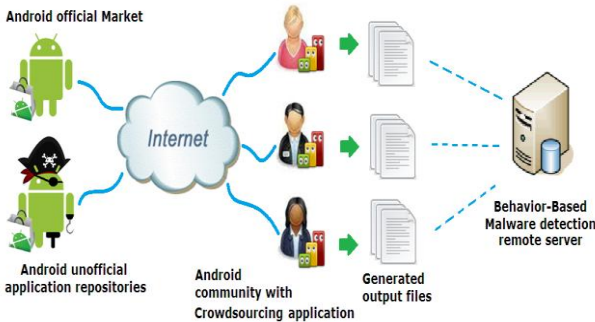 Android official Market
Internet
Android unofficial
application repositories
Android
community with
Crowdsourcing application
Generated
output files
Behavior-Based
Malware detection
remote server